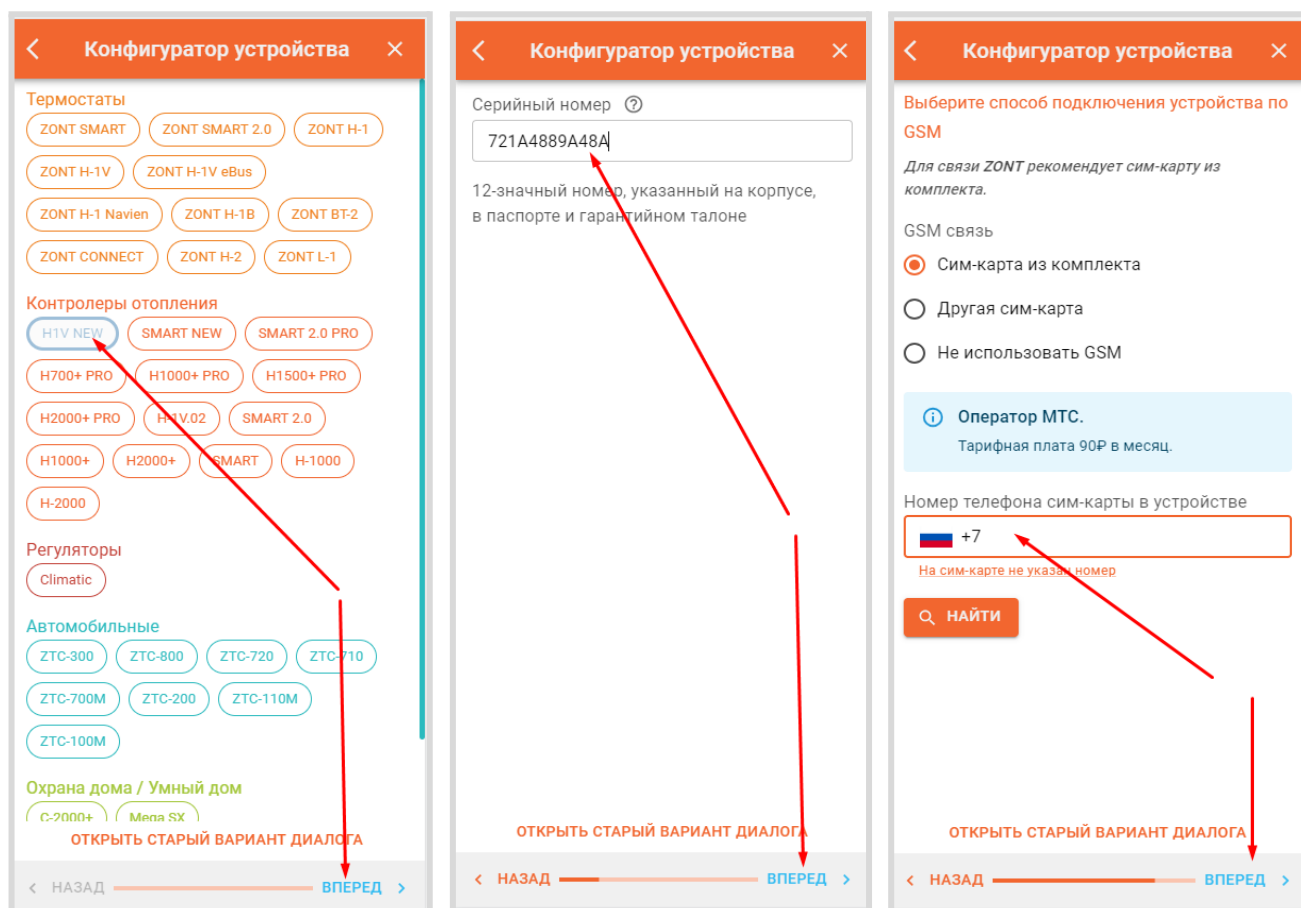 Конфигуратор устройства
Термостаты
ZONT SMART ZONT SMART 2.0 ZONT H-1
ZONT H-1V ZONT H-1V eBus
ZONT H-1 Navien ZONT H-1B ZONT BT-2
ZONT CONNECT ZONT H-2 ZONT L-1
Контролеры отопления
H1V NEW SMART NEW SMART 2.0 PRO
H700+ PRO H1000+ PRO H1500+ PRO
H2000+ PRO H-1V.02 SMART 2.0
H1000+ H2000+ SMART H-1000
H-2000
Регуляторы
Climatic
Автомобильные
ZTC-300 ZTC-800 ZTC-720 ZTC-710
ZTC-700M ZTC-200 ZTC-110M
ZTC-100M
Охрана дома / Умный дом
C-2000+ Mega SX
ОТКРЫТЬ СТАРЫЙ ВАРИАНТ ДИАЛОГА
НАЗАД ВПЕРЕД
Конфигуратор устройства
Серийный номер
721A4889A48A
12-значный номер, указанный на корпусе,
в паспорте и гарантийном талоне
ОТКРЫТЬ СТАРЫЙ ВАРИАНТ ДИАЛОГА
НАЗАД ВПЕРЕД
Конфигуратор устройства
Выберите способ подключения устройства по
GSM
Для связи ZONT рекомендует сим-карту из
комплекта.
GSM связь
Сим-карта из комплекта
Другая сим-карта
Не использовать GSM
Оператор МТС.
Тарифная плата 90₽ в месяц.
Номер телефона сим-карты в устройстве
+7
На сим-карте не указан номер
НАЙТИ
ОТКРЫТЬ СТАРЫЙ ВАРИАНТ ДИАЛОГА
НАЗАД ВПЕРЕД